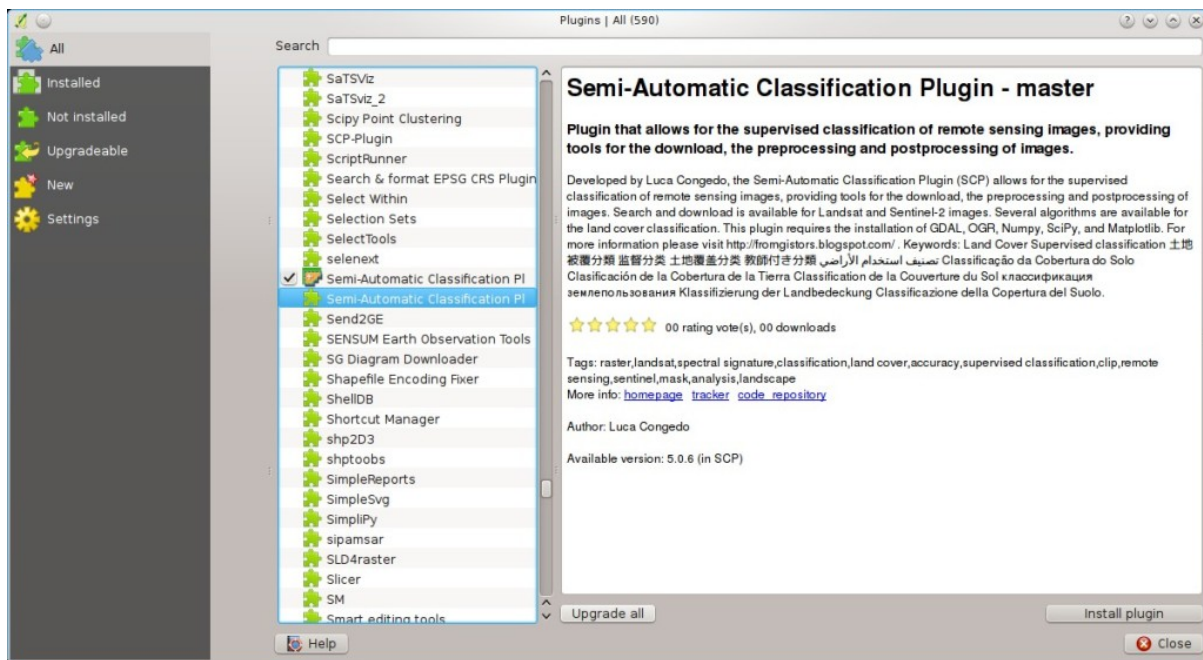 Plugins | All (590)
All
Installed
Not installed
Upgradeable
New
Settings
Search
SaTSViz
SaTSviz_2
Scipy Point Clustering
SCP-Plugin
ScriptRunner
Search & format EPSG CRS Plugin
Select Within
Selection Sets
SelectTools
selenext
Semi-Automatic Classification Pl
Semi-Automatic Classification Pl
Send2GE
SENSUM Earth Observation Tools
SG Diagram Downloader
Shapefile Encoding Fixer
ShellDB
Shortcut Manager
shp2D3
shptoobs
SimpleReports
SimpleSvg
SimpliPy
sipamsar
SLD4raster
Slicer
SM
Smart editing tools
Semi-Automatic Classification Plugin - master
Plugin that allows for the supervised classification of remote sensing images, providing
tools for the download, the preprocessing and postprocessing of images.
Developed by Luca Congedo, the Semi-Automatic Classification Plugin (SCP) allows for the supervised
classification of remote sensing images, providing tools for the download, the preprocessing and postprocessing of
images. Search and download is available for Landsat and Sentinel-2 images. Several algorithms are available for
the land cover classification. This plugin requires the installation of GDAL, OGR, Numpy, SciPy, and Matplotlib. For
more information please visit http://fromgistors.blogspot.com/ . Keywords: Land Cover Supervised classification 土地
被覆分類 监督分类 土地覆盖分类 教師付き分類 تصنيف استخدام الأراضي Classificação da Cobertura do Solo
Clasificación de la Cobertura de la Tierra Classification de la Couverture du Sol классификация
землепользования Klassifizierung der Landbedeckung Classificazione della Copertura del Suolo.
00 rating vote(s), 00 downloads
Tags: raster,landsat,spectral signature,classification,land cover,accuracy,supervised classification,clip,remote
sensing,sentinel,mask,analysis,landscape
More info: homepage tracker code repository
Author: Luca Congedo
Available version: 5.0.6 (in SCP)
Upgrade all
Install plugin
Help
Close